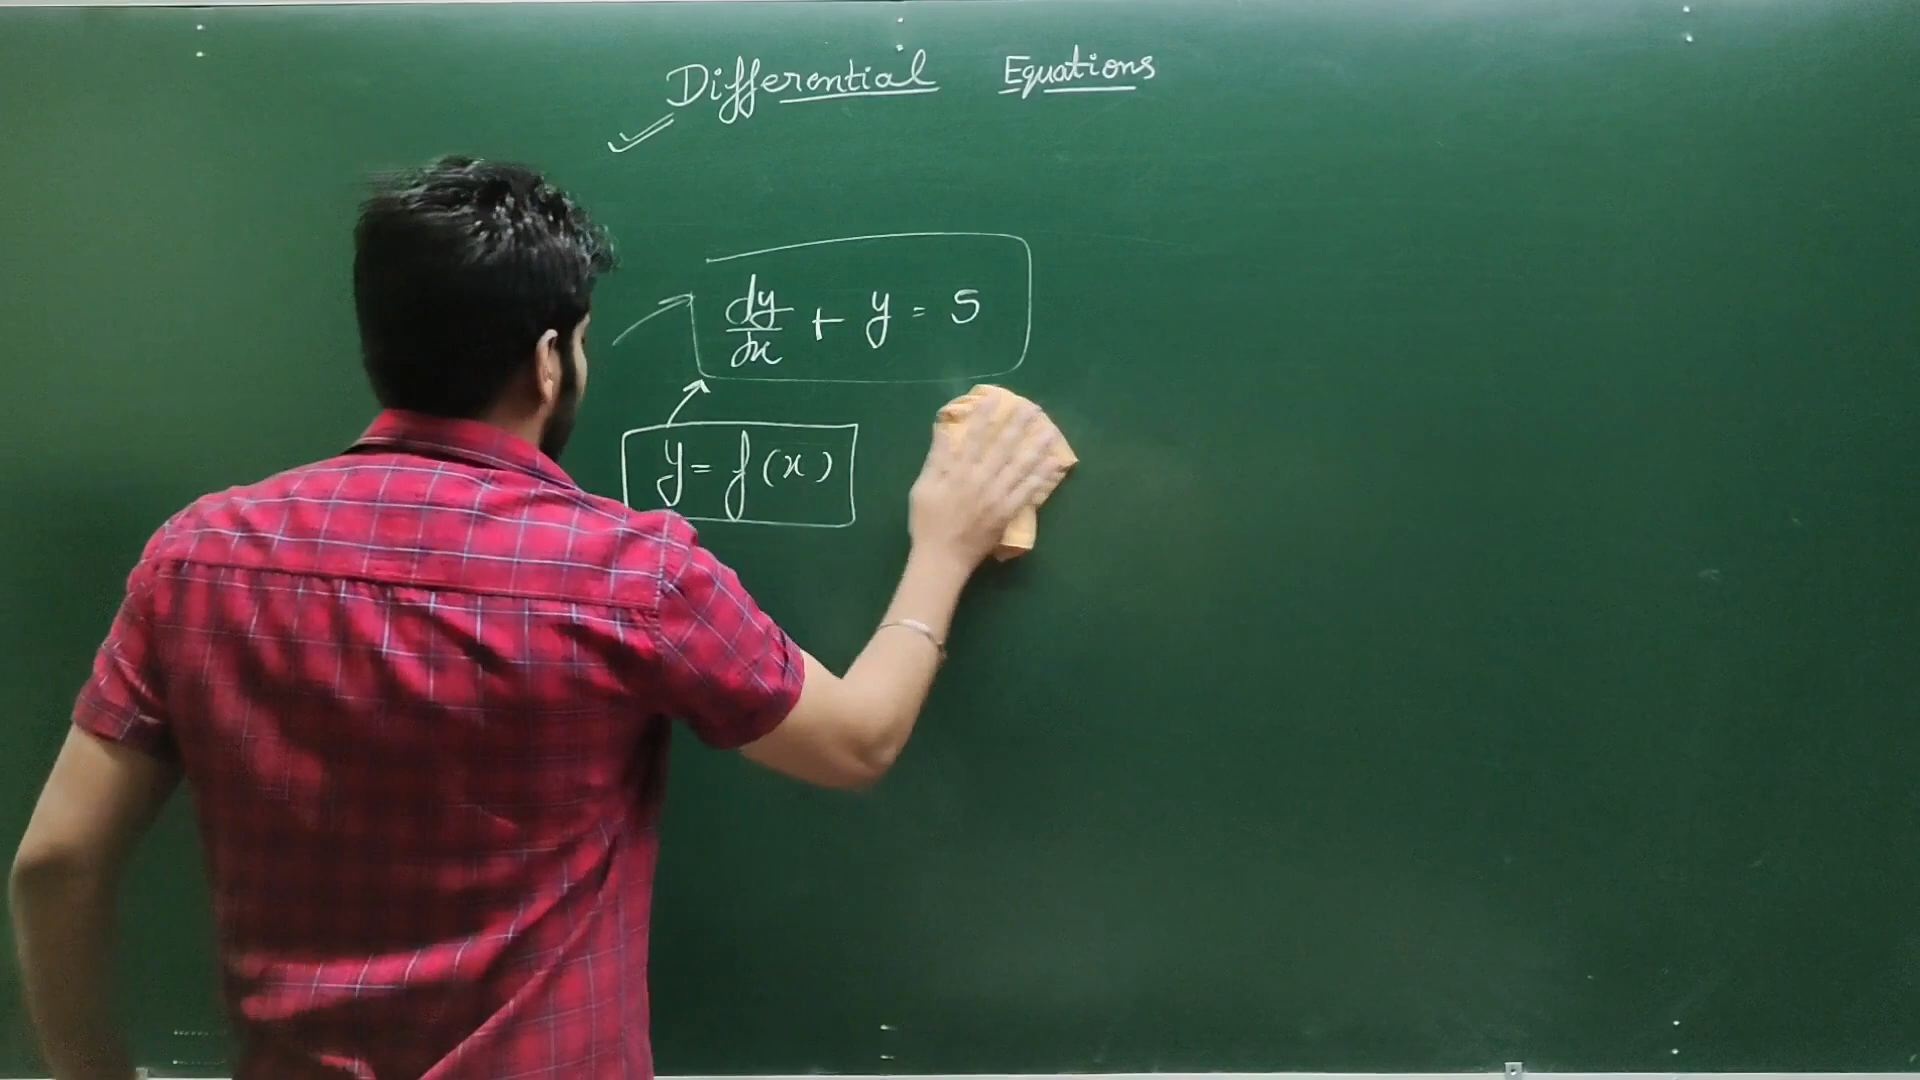 Differential Equations
dy/dx + y = 5
y = f(x)